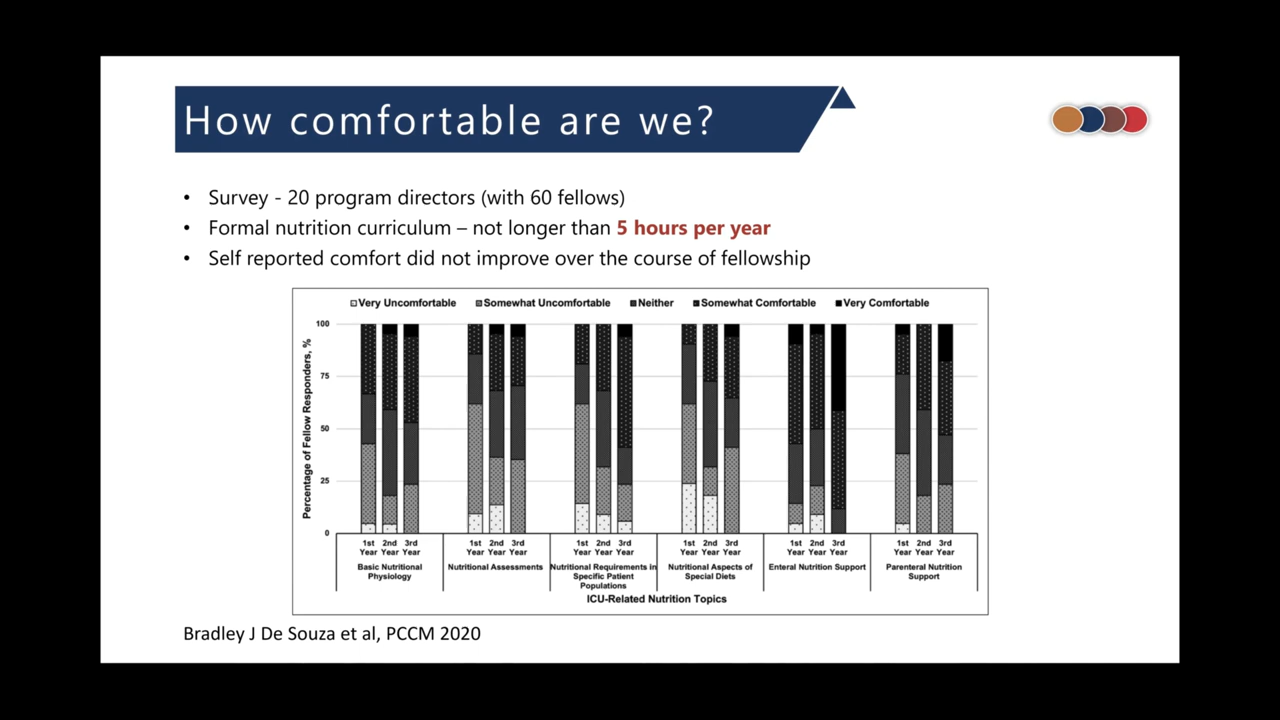 How comfortable are we?
• Survey - 20 program directors (with 60 fellows)
• Formal nutrition curriculum – not longer than 5 hours per year
• Self reported comfort did not improve over the course of fellowship
Very Uncomfortable Somewhat Uncomfortable Neither Somewhat Comfortable Very Comfortable
Percentage of Fellow Responders, %
100
75
50
25
0
1st Year 2nd Year 3rd Year 1st Year 2nd Year 3rd Year 1st Year 2nd Year 3rd Year 1st Year 2nd Year 3rd Year 1st Year 2nd Year 3rd Year 1st Year 2nd Year 3rd Year
Basic Nutritional Physiology
Nutritional Assessments
Nutritional Requirements in Specific Patient Populations
Nutritional Aspects of Special Diets
Enteral Nutrition Support
Parenteral Nutrition Support
ICU-Related Nutrition Topics
Bradley J De Souza et al, PCCM 2020